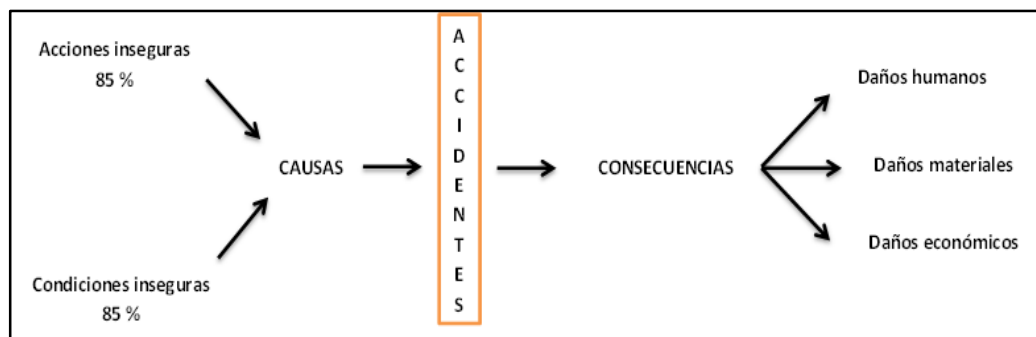 Acciones inseguras
85 %
CAUSAS
Condiciones inseguras
85 %
A
C
C
I
D
E
N
T
E
S
CONSECUENCIAS
Daños humanos
Daños materiales
Daños económicos